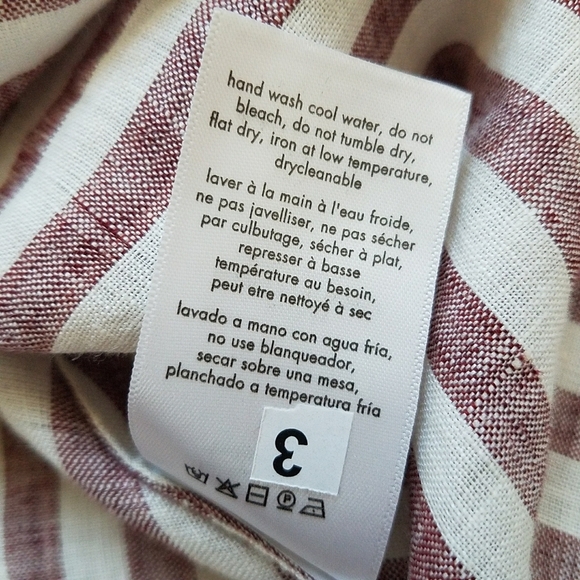 hand wash cool water, do not
bleach, do not tumble dry,
flat dry, iron at low temperature,
drycleanable
laver à la main à l'eau froide,
ne pas javelliser, ne pas sécher
par culbutage, sécher à plat,
represser à basse
température au besoin,
peut etre nettoyé à sec
lavado a mano con agua fría,
no use blanqueador,
secar sobre una mesa,
planchado a temperatura fría
3
P